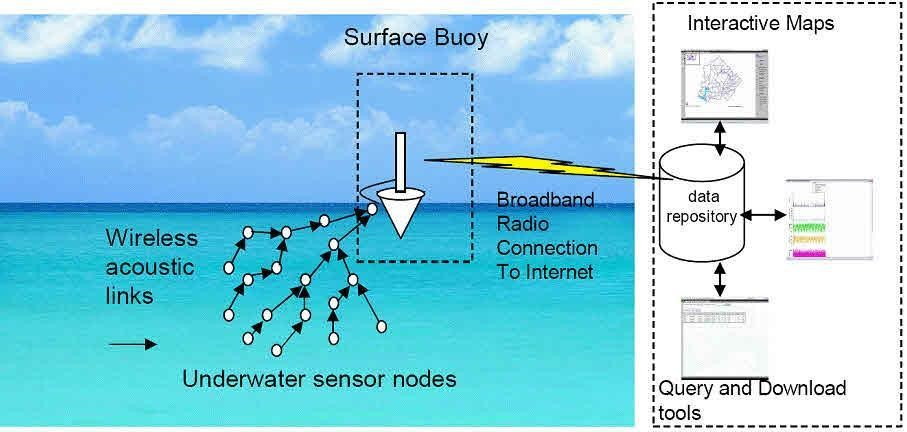 Surface Buoy
Interactive Maps
data
repository
Broadband
Radio
Connection
To Internet
Wireless
acoustic
links
Underwater sensor nodes
Query and Download
tools